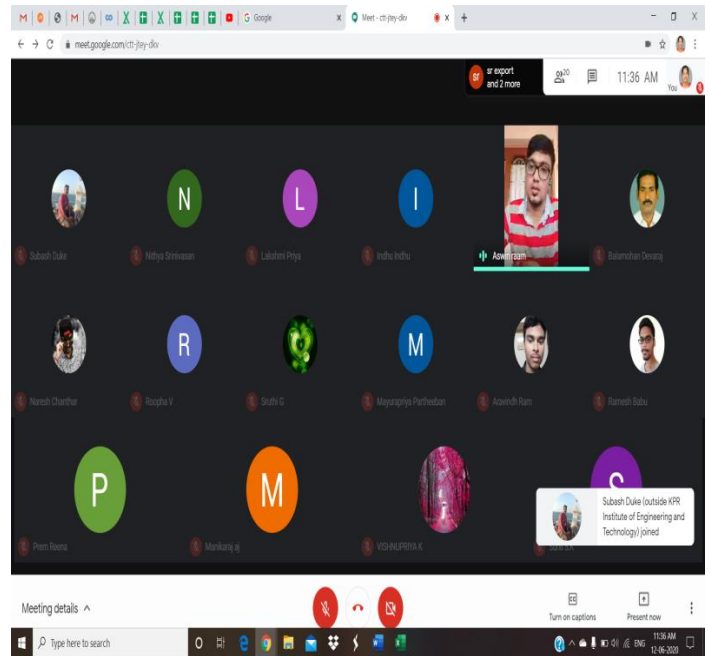 G Google
Meet - ctt-jtey-dkv
meet.google.com/ctt-jtey-dkv
sr
sr export
and 2 more
20
11:36 AM
You
Subash Duke
N
Nithya Srinivasan
L
Lakshmi Priya
I
Indhu Indhu
Aswin raam
Balamohan Devaraj
Naresh Chanthar
R
Roopha V
Sruthi G
M
Mayurapriya Partheeban
Aravindh Ram
Ramesh Babu
P
Prem Reena
M
Manikaraj aj
VISHNUPRIYA K
Subash Duke (outside KPR
Institute of Engineering and
Technology) joined
Meeting details
Turn on captions
Present now
Type here to search
ENG
11:36 AM
12-06-2020